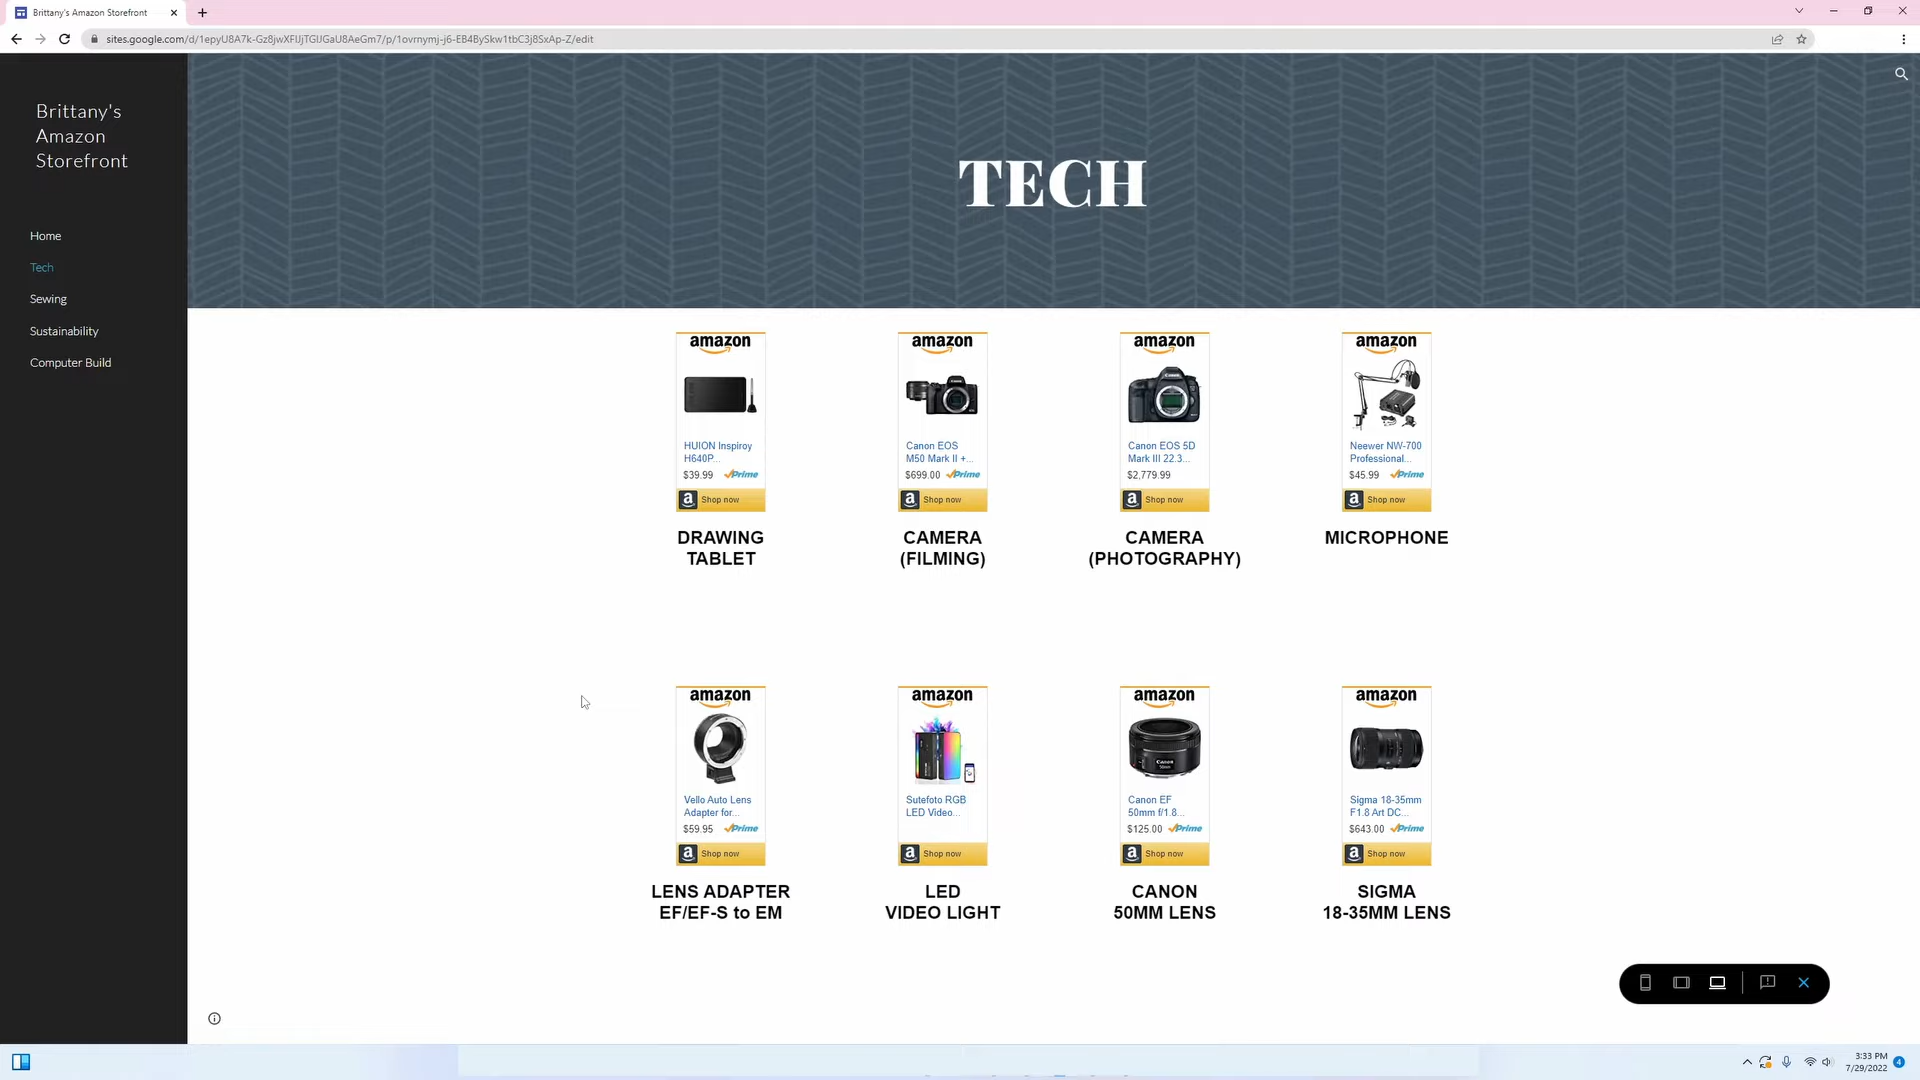 Brittany's Amazon Storefront
sites.google.com/d/1epyU8A7k-Gz8jwXFlJjTGlJGaU8AeGm7/p/1ovrnymj-j6-EB4BySkw1tbC3j8SxAp-Z/edit
Brittany's
Amazon
Storefront
Home
Tech
Sewing
Sustainability
Computer Build
TECH
amazon
HUION Inspiroy
H640P...
$39.99 Prime
a Shop now
DRAWING
TABLET
amazon
Canon EOS
M50 Mark II +...
$699.00 Prime
a Shop now
CAMERA
(FILMING)
amazon
Canon EOS 5D
Mark III 22.3...
$2,779.99
a Shop now
CAMERA
(PHOTOGRAPHY)
amazon
Neewer NW-700
Professional...
$45.99 Prime
a Shop now
MICROPHONE
amazon
Vello Auto Lens
Adapter for...
$59.95 Prime
a Shop now
LENS ADAPTER
EF/EF-S to EM
amazon
Sutefoto RGB
LED Video...
a Shop now
LED
VIDEO LIGHT
amazon
Canon
50mm
Canon EF
50mm f/1.8...
$125.00 Prime
a Shop now
CANON
50MM LENS
amazon
Sigma 18-35mm
F1.8 Art DC...
$643.00 Prime
a Shop now
SIGMA
18-35MM LENS
3:33 PM
7/29/2022
4